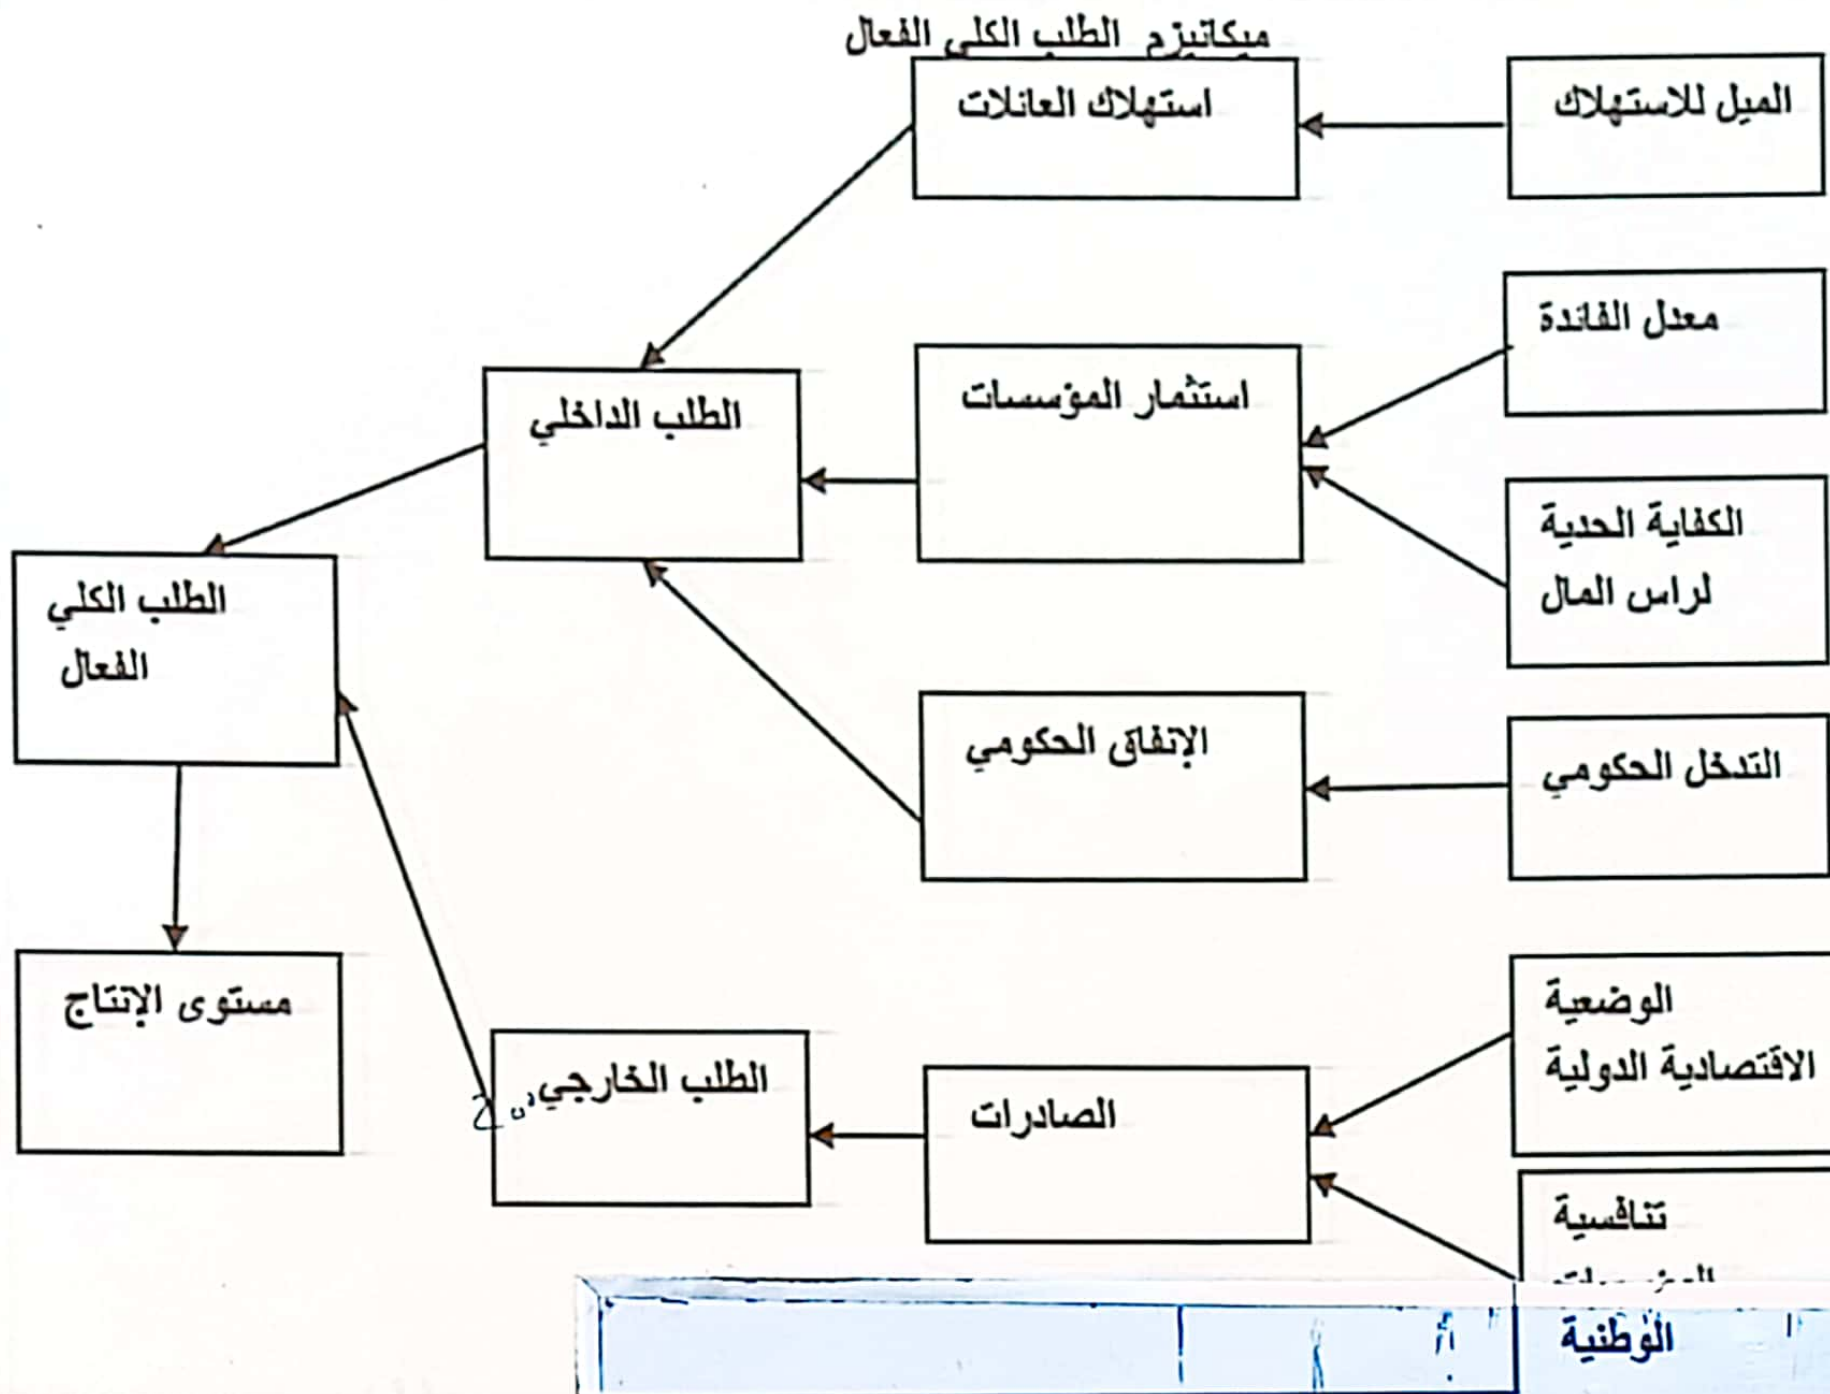 ميكانيزم الطلب الكلي الفعال
الميل للاستهلاك
استهلاك العائلات
معدل الفائدة
استثمار المؤسسات
الطلب الداخلي
الكفاية الحدية
لراس المال
الطلب الكلي
الفعال
التدخل الحكومي
الإنفاق الحكومي
الوضعية
الاقتصادية الدولية
مستوى الإنتاج
الصادرات
الطلب الخارجي
تنافسية
الوطنية